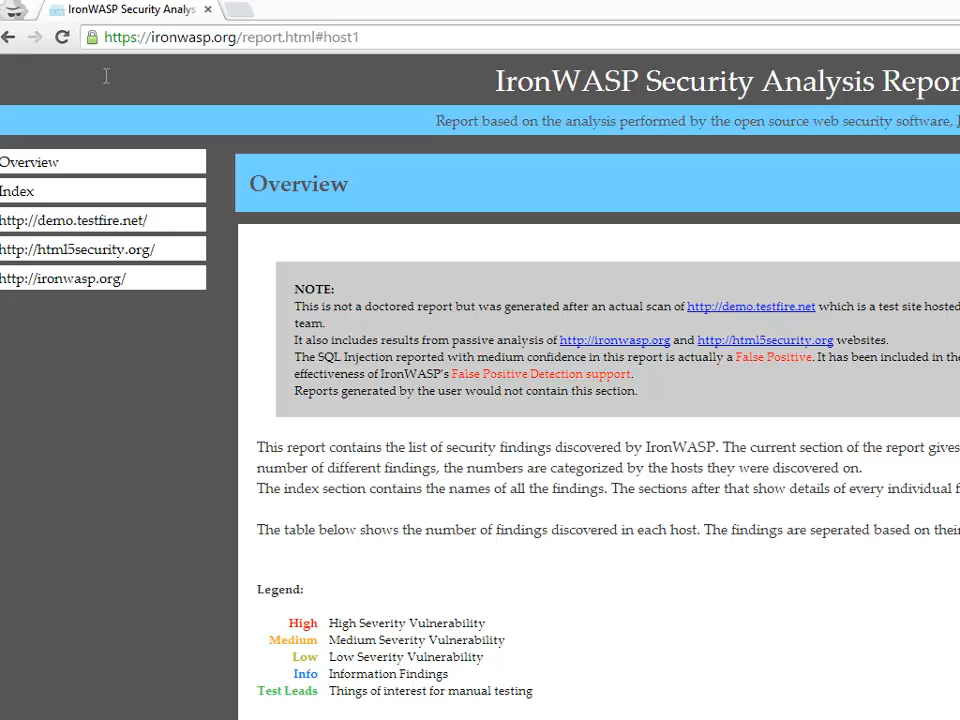 IronWASP Security Analys
https://ironwasp.org/report.html#host1
IronWASP Security Analysis Repor
Report based on the analysis performed by the open source web security software,
Overview
Index
http://demo.testfire.net/
http://html5security.org/
http://ironwasp.org/
Overview
NOTE:
This is not a doctored report but was generated after an actual scan of http://demo.testfire.net which is a test site hosted
team.
It also includes results from passive analysis of http://ironwasp.org and http://html5security.org websites.
The SQL Injection reported with medium confidence in this report is actually a False Positive. It has been included in the
effectiveness of IronWASP's False Positive Detection support.
Reports generated by the user would not contain this section.
This report contains the list of security findings discovered by IronWASP. The current section of the report gives
number of different findings, the numbers are categorized by the hosts they were discovered on.
The index section contains the names of all the findings. The sections after that show details of every individual f
The table below shows the number of findings discovered in each host. The findings are seperated based on their
Legend:
High High Severity Vulnerability
Medium Medium Severity Vulnerability
Low Low Severity Vulnerability
Info Information Findings
Test Leads Things of interest for manual testing